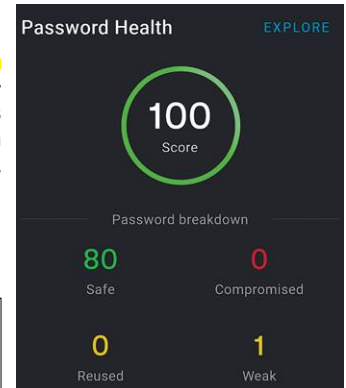 Password Health EXPLORE
100
Score
Password breakdown
80 0
Safe Compromised
0 1
Reused Weak